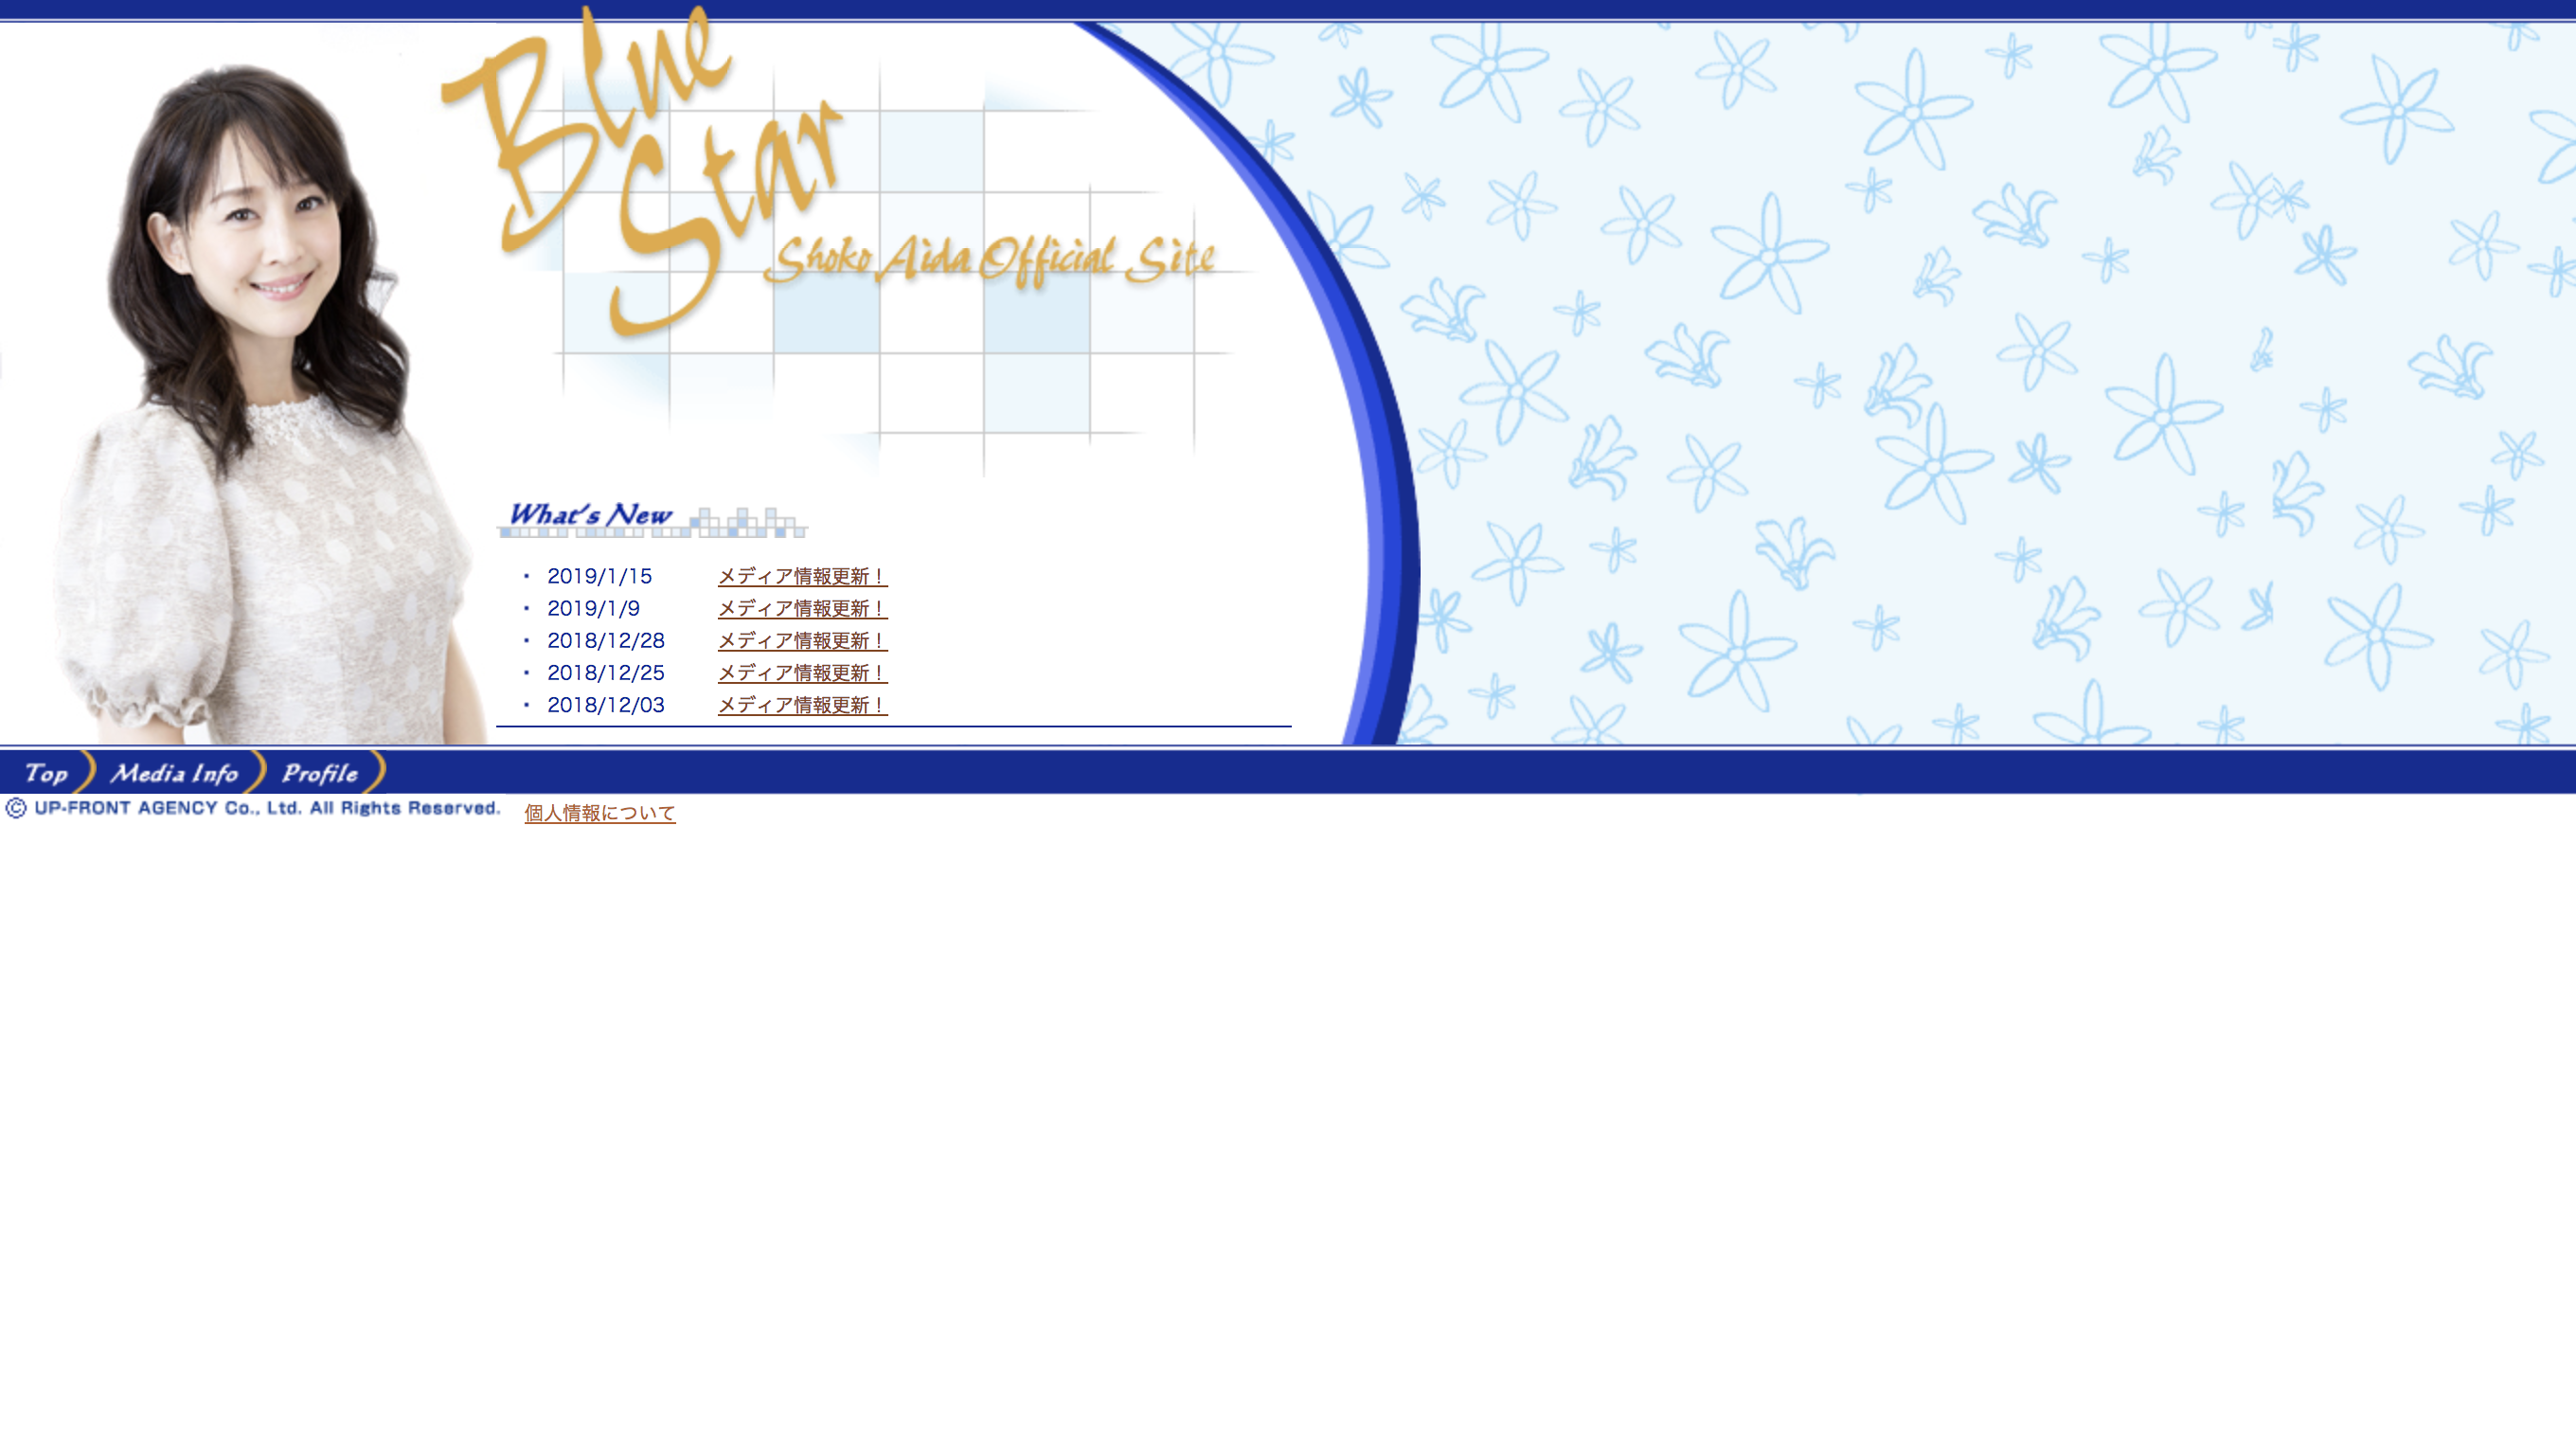 Blue
Star
Shoko Aida Official Site
What's New
・ 2019/1/15 メディア情報更新！
・ 2019/1/9 メディア情報更新！
・ 2018/12/28 メディア情報更新！
・ 2018/12/25 メディア情報更新！
・ 2018/12/03 メディア情報更新！
Top Media Info Profile
© UP-FRONT AGENCY Co., Ltd. All Rights Reserved. 個人情報について